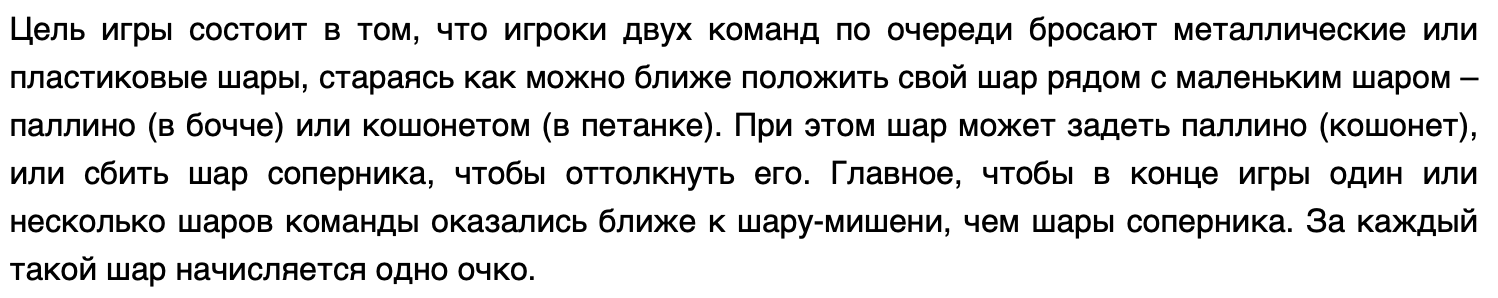 Цель игры состоит в том, что игроки двух команд по очереди бросают металлические или
пластиковые шары, стараясь как можно ближе положить свой шар рядом с маленьким шаром –
паллино (в бочче) или кошонетом (в петанке). При этом шар может задеть паллино (кошонет),
или сбить шар соперника, чтобы оттолкнуть его. Главное, чтобы в конце игры один или
несколько шаров команды оказались ближе к шару-мишени, чем шары соперника. За каждый
такой шар начисляется одно очко.